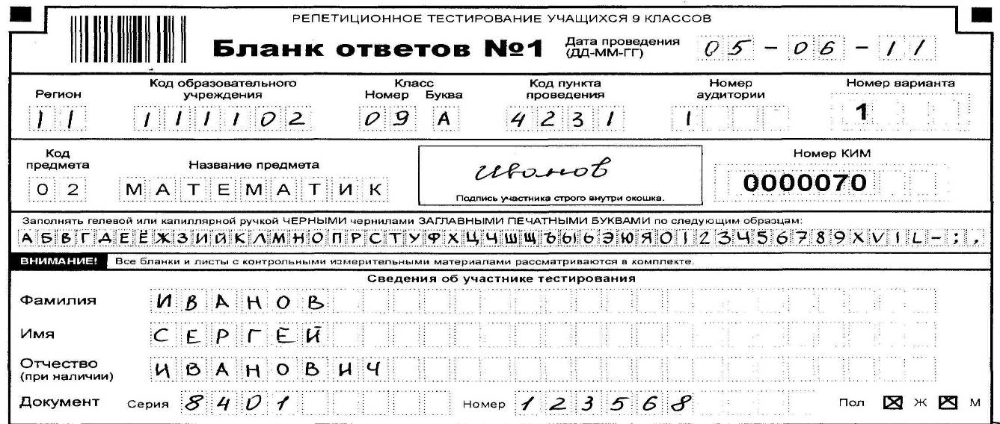 РЕПЕТИЦИОННОЕ ТЕСТИРОВАНИЕ УЧАЩИХСЯ 9 КЛАССОВ
Бланк ответов №1 Дата проведения (ДД-ММ-ГГ) 05-06-11
Регион Код образовательного учреждения Класс Номер Буква Код пункта проведения Номер аудитории Номер варианта
11 111102 09 А 4231 1 1
Код предмета Название предмета Номер КИМ
02 МАТЕМАТИК Иванов 0000070
Подпись участника строго внутри окошка.
Заполнять гелевой или капиллярной ручкой ЧЕРНЫМИ чернилами ЗАГЛАВНЫМИ ПЕЧАТНЫМИ БУКВАМИ по следующим образцам:
АБВГДЕЁЖЗИЙКЛМНОПРСТУФХЦЧШЩЪЫЬЭЮЯ0123456789XVIL-;,
ВНИМАНИЕ! Все бланки и листы с контрольными измерительными материалами рассматриваются в комплекте.
Сведения об участнике тестирования
Фамилия ИВАНОВ
Имя СЕРГЕЙ
Отчество (при наличии) ИВАНОВИЧ
Документ Серия 8401 Номер 123568 Пол Ж М